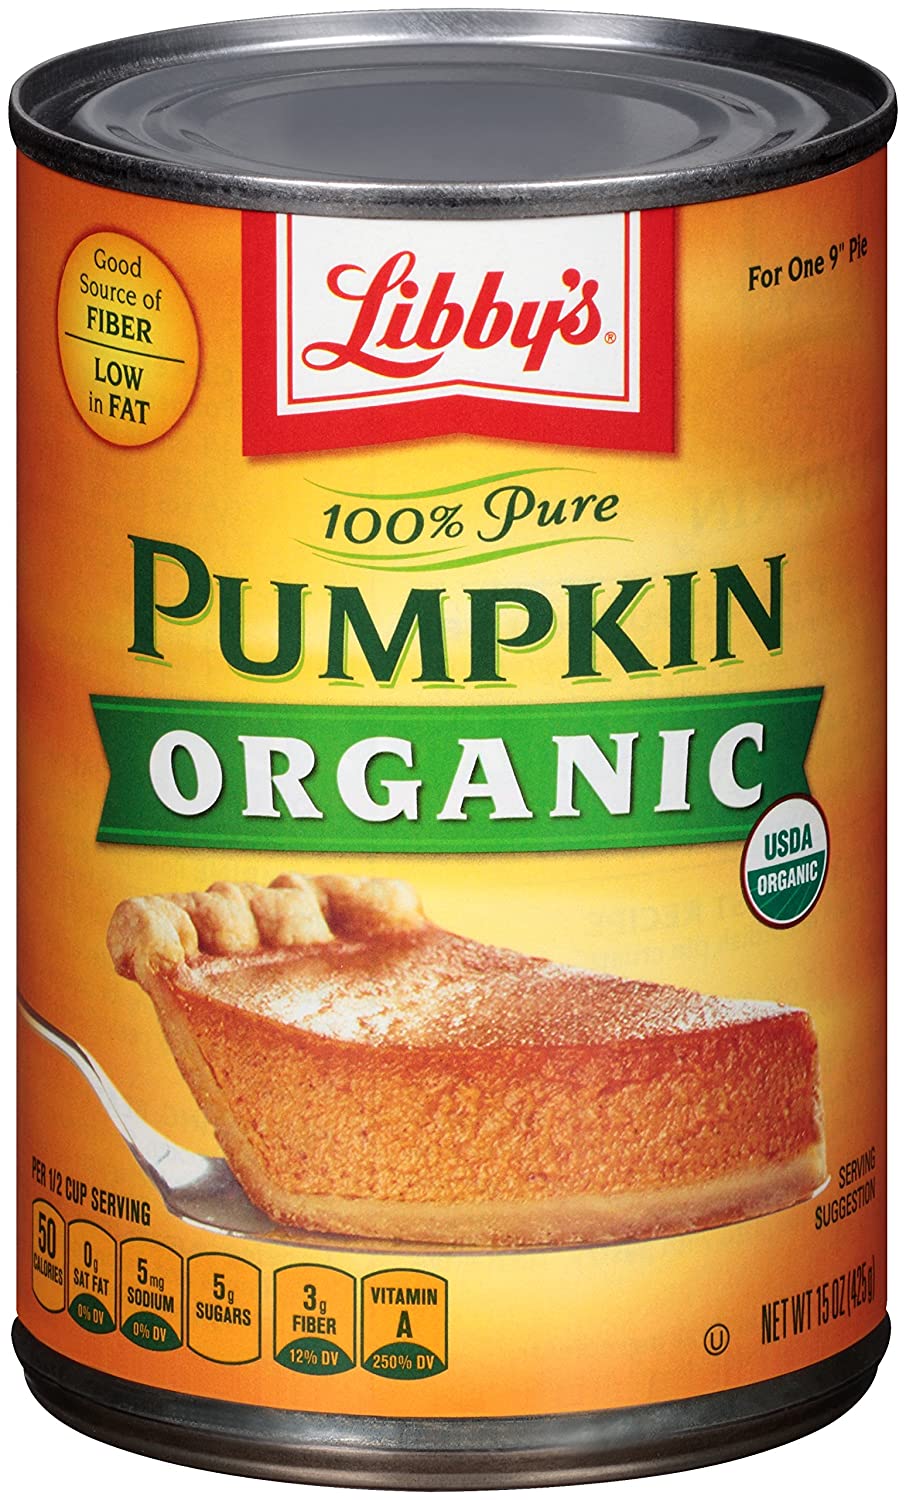 Good
Source of
FIBER
LOW
in FAT
Libby's®
For One 9" Pie
100% Pure
PUMPKIN
ORGANIC
USDA
ORGANIC
SERVING
SUGGESTION
PER 1/2 CUP SERVING
50
CALORIES
0g
SAT FAT
0% DV
5mg
SODIUM
0% DV
5g
SUGARS
3g
FIBER
12% DV
VITAMIN
A
250% DV
U
NET WT 15 OZ (425g)